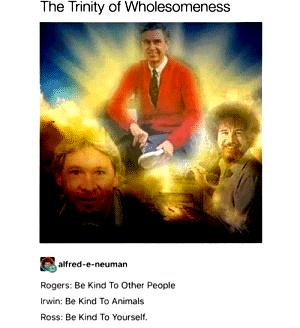 The Trinity of Wholesomeness
alfred-e-neuman
Rogers: Be Kind To Other People
Irwin: Be Kind To Animals
Ross: Be Kind To Yourself.